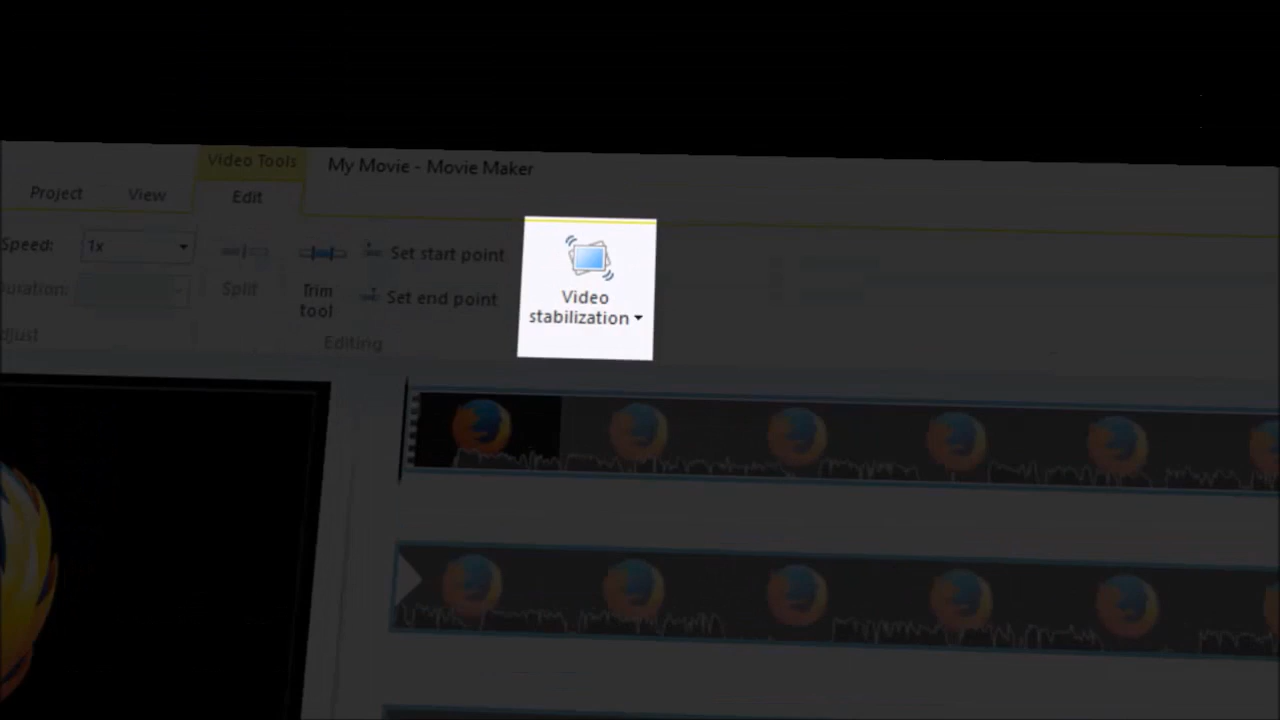 Video Tools
My Movie - Movie Maker
Project
View
Edit
Speed:
1x
Split
Trim
tool
Set start point
Set end point
Editing
Video
stabilization